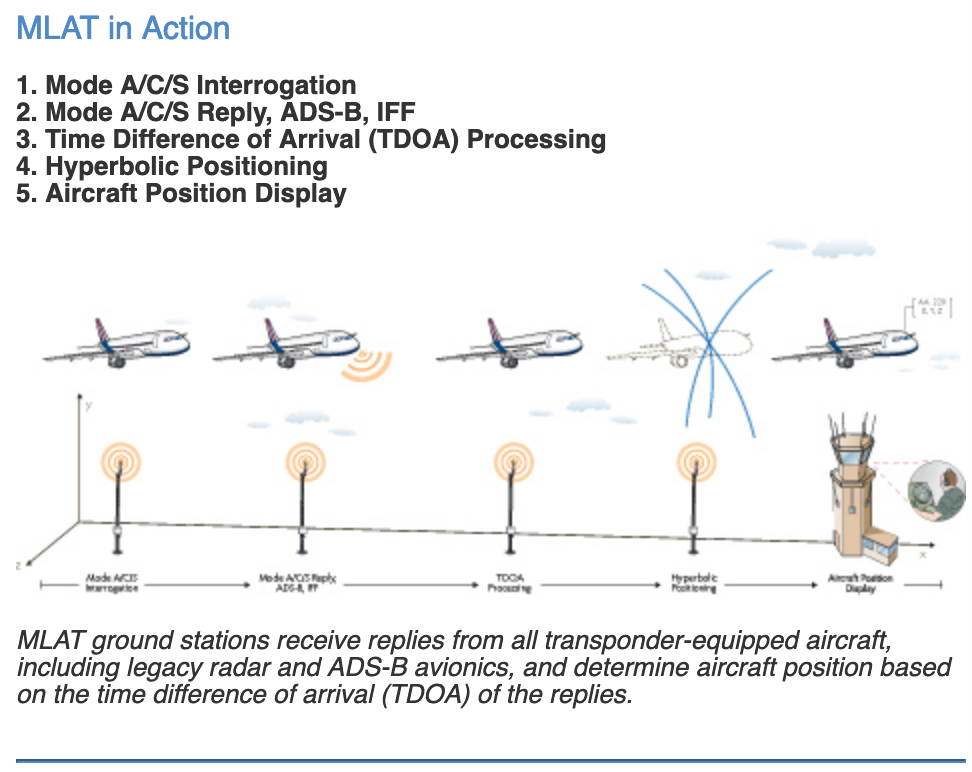 MLAT in Action
1. Mode A/C/S Interrogation
2. Mode A/C/S Reply, ADS-B, IFF
3. Time Difference of Arrival (TDOA) Processing
4. Hyperbolic Positioning
5. Aircraft Position Display
AA 229
X, Y, Z
y
z
x
Mode A/C/S
Interrogation
Mode A/C/S Reply,
ADS-B, IFF
TDOA
Processing
Hyperbolic
Positioning
Aircraft Position
Display
MLAT ground stations receive replies from all transponder-equipped aircraft,
including legacy radar and ADS-B avionics, and determine aircraft position based
on the time difference of arrival (TDOA) of the replies.